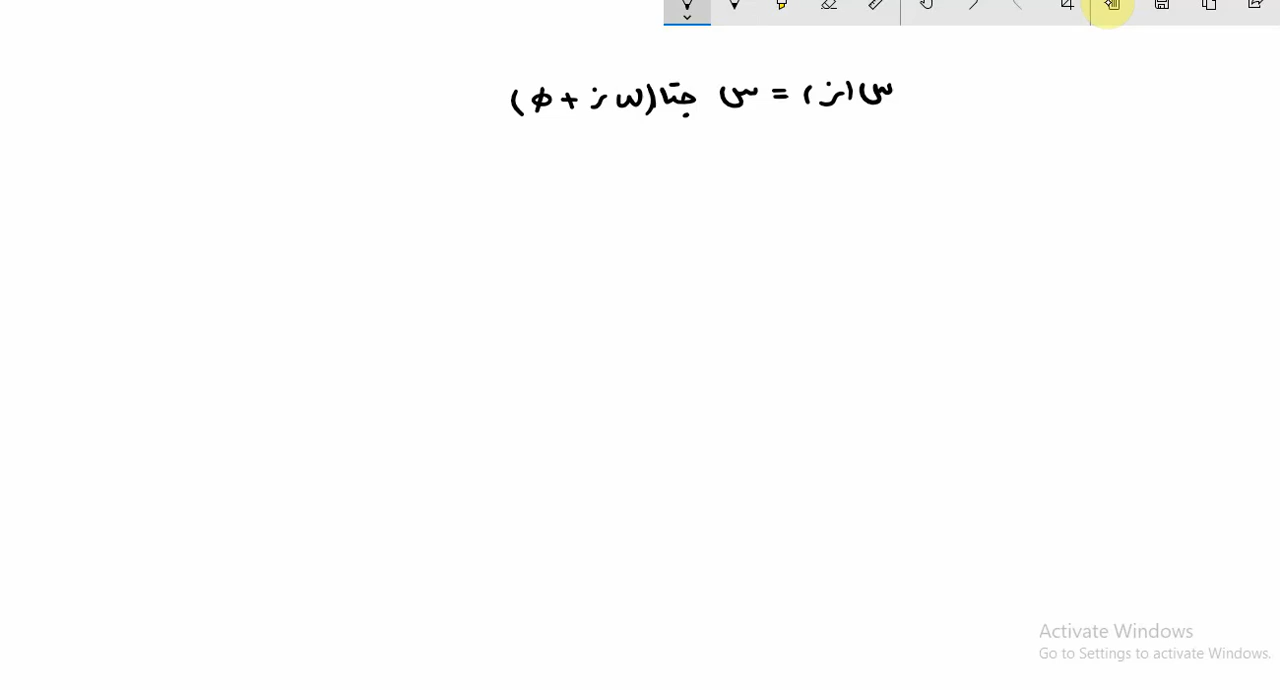 س(ز) = س جتا(ω ز + φ)
Activate Windows
Go to Settings to activate Windows.